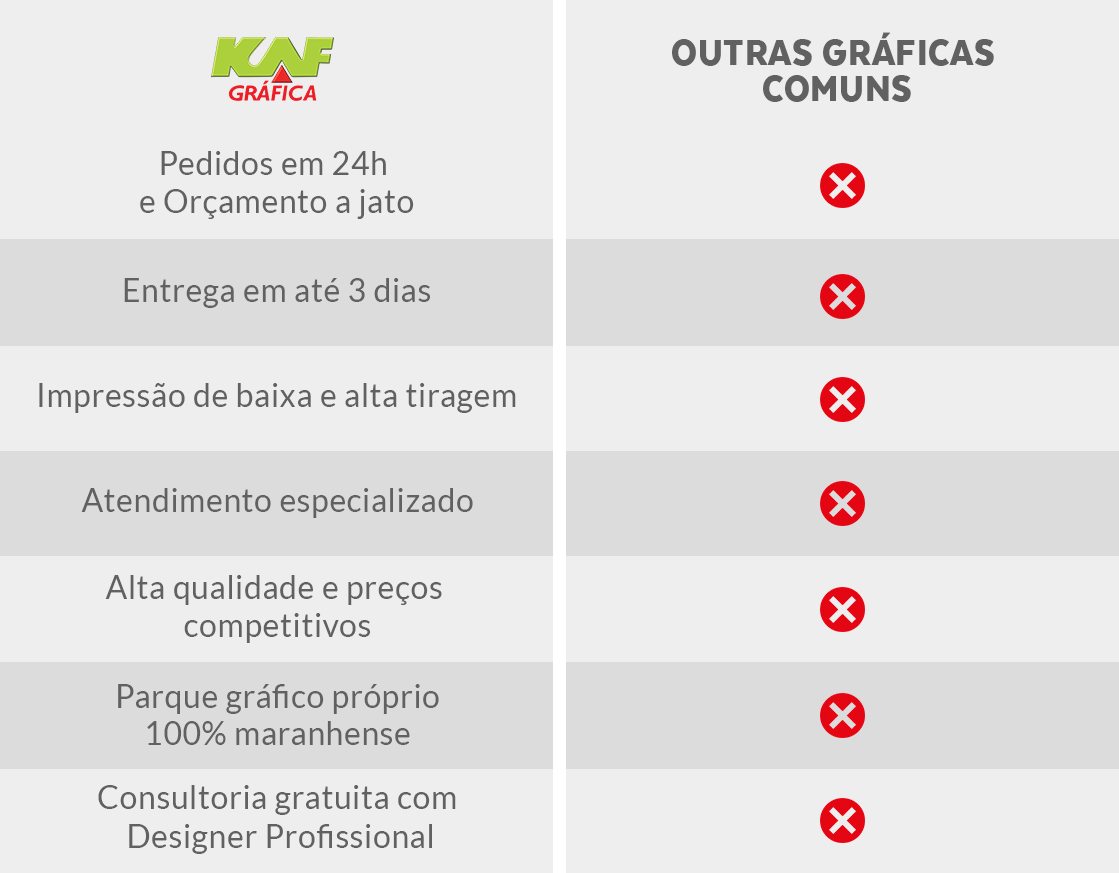 KAF
GRÁFICA
OUTRAS GRÁFICAS
COMUNS
Pedidos em 24h
e Orçamento a jato
Entrega em até 3 dias
Impressão de baixa e alta tiragem
Atendimento especializado
Alta qualidade e preços
competitivos
Parque gráfico próprio
100% maranhense
Consultoria gratuita com
Designer Profissional